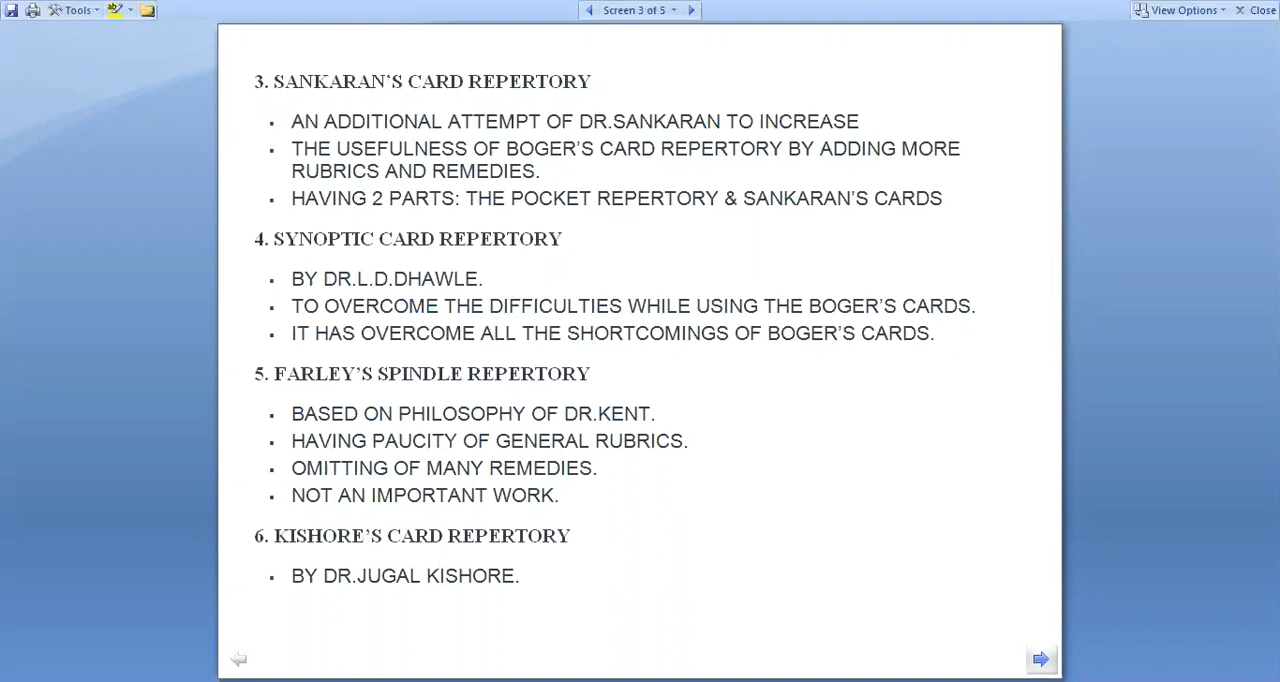 Tools
Screen 3 of 5
View Options
Close
3. SANKARAN’S CARD REPERTORY
▪ AN ADDITIONAL ATTEMPT OF DR.SANKARAN TO INCREASE
▪ THE USEFULNESS OF BOGER’S CARD REPERTORY BY ADDING MORE
RUBRICS AND REMEDIES.
▪ HAVING 2 PARTS: THE POCKET REPERTORY & SANKARAN’S CARDS
4. SYNOPTIC CARD REPERTORY
▪ BY DR.L.D.DHAWLE.
▪ TO OVERCOME THE DIFFICULTIES WHILE USING THE BOGER’S CARDS.
▪ IT HAS OVERCOME ALL THE SHORTCOMINGS OF BOGER’S CARDS.
5. FARLEY’S SPINDLE REPERTORY
▪ BASED ON PHILOSOPHY OF DR.KENT.
▪ HAVING PAUCITY OF GENERAL RUBRICS.
▪ OMITTING OF MANY REMEDIES.
▪ NOT AN IMPORTANT WORK.
6. KISHORE’S CARD REPERTORY
▪ BY DR.JUGAL KISHORE.